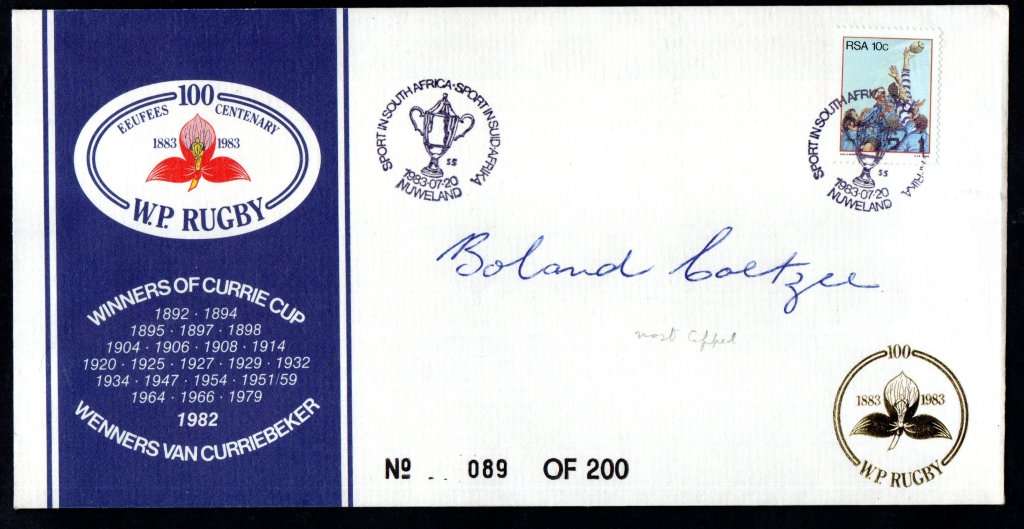 100
EEUFEES CENTENARY
1883 1983
W.P. RUGBY
WINNERS OF CURRIE CUP
1892 · 1894
1895 · 1897 · 1898
1904 · 1906 · 1908 · 1914
1920 · 1925 · 1927 · 1929 · 1932
1934 · 1947 · 1954 · 1951/59
1964 · 1966 · 1979
1982
WENNERS VAN CURRIEBEKER
SPORT IN SOUTH AFRICA · SPORT IN SUID-AFRIKA
SS
1983-07-20
NUWELAND
RSA 10c
SPORT IN SOUTH AFRICA
SS
1983-07-20
NUWELAND
Boland Coetzee
most capped
No 089 OF 200
100
1883 1983
W.P. RUGBY